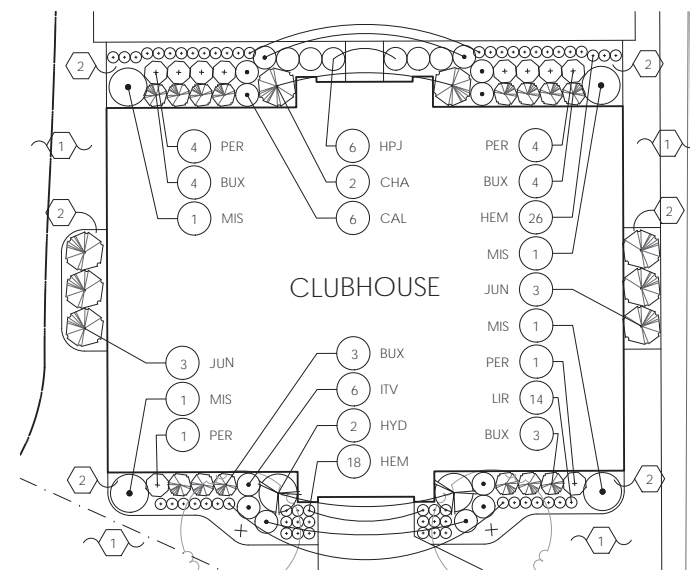 2
2
1
1
4 PER
6 HPJ
PER 4
4 BUX
2 CHA
BUX 4
1 MIS
6 CAL
HEM 26
2
2
MIS 1
CLUBHOUSE
JUN 3
MIS 1
3 JUN
3 BUX
PER 1
1 MIS
6 ITV
LIR 14
1 PER
2 HYD
BUX 3
18 HEM
2
2
1
1